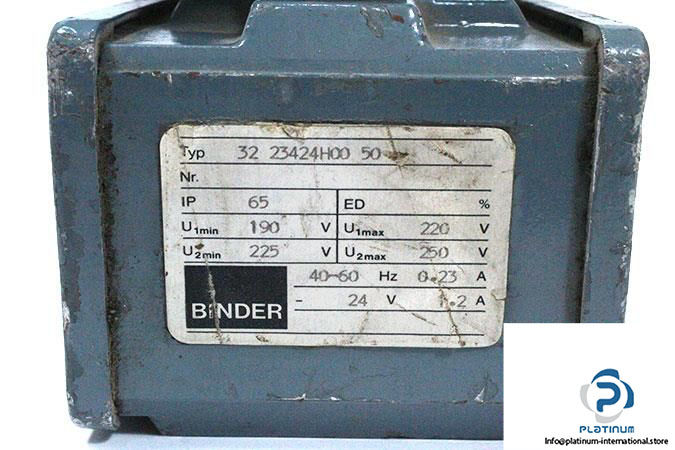 Typ 32 23424H00 50
Nr.
IP 65 ED %
U1min 190 V U1max 220 V
U2min 225 V U2max 250 V
40-60 Hz 0.23 A
- 24 V 1.2 A
BINDER
PLATINUM
Info@platinum-international.store